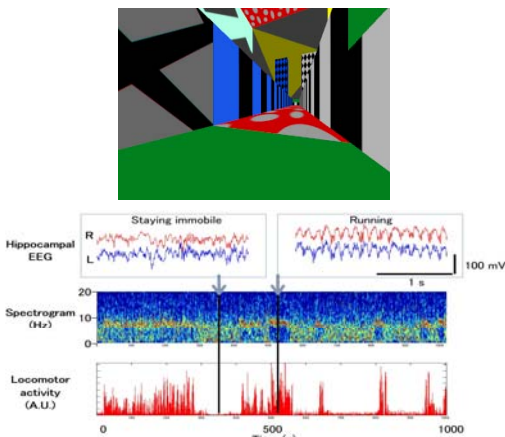 Staying immobile
Running
Hippocampal
EEG
R
L
100 mV
1 s
Spectrogram
(Hz)
20
10
0
Locomotor
activity
(A.U.)
0
500
1000